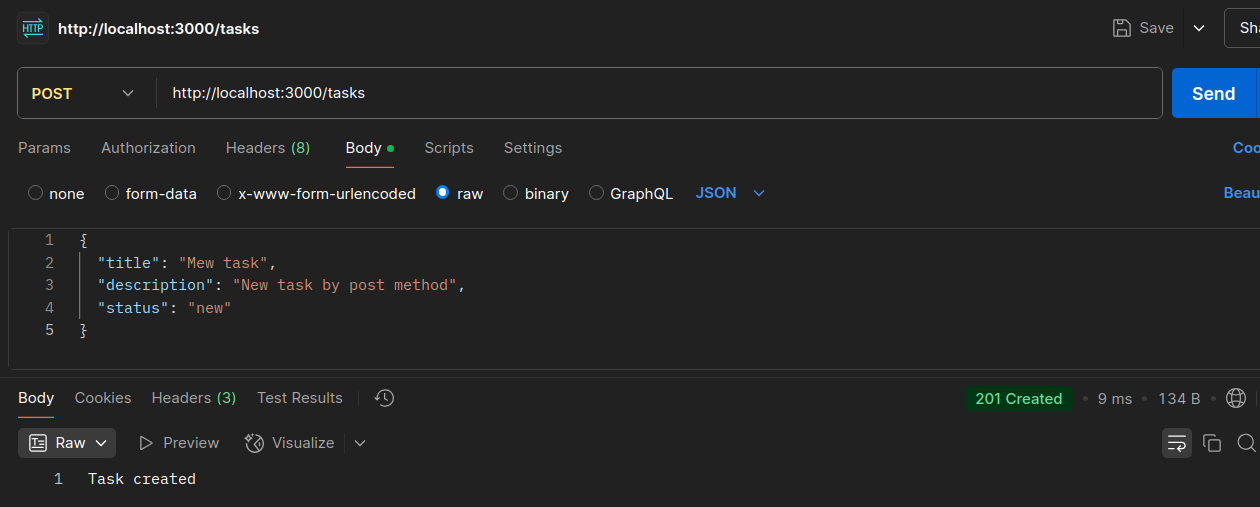 HTTP http://localhost:3000/tasks Save
POST http://localhost:3000/tasks Send
Params Authorization Headers (8) Body Scripts Settings Coo
none form-data x-www-form-urlencoded raw binary GraphQL JSON Beau
1 {
2 "title": "Mew task",
3 "description": "New task by post method",
4 "status": "new"
5 }
Body Cookies Headers (3) Test Results 201 Created 9 ms 134 B
Raw Preview Visualize
1 Task created